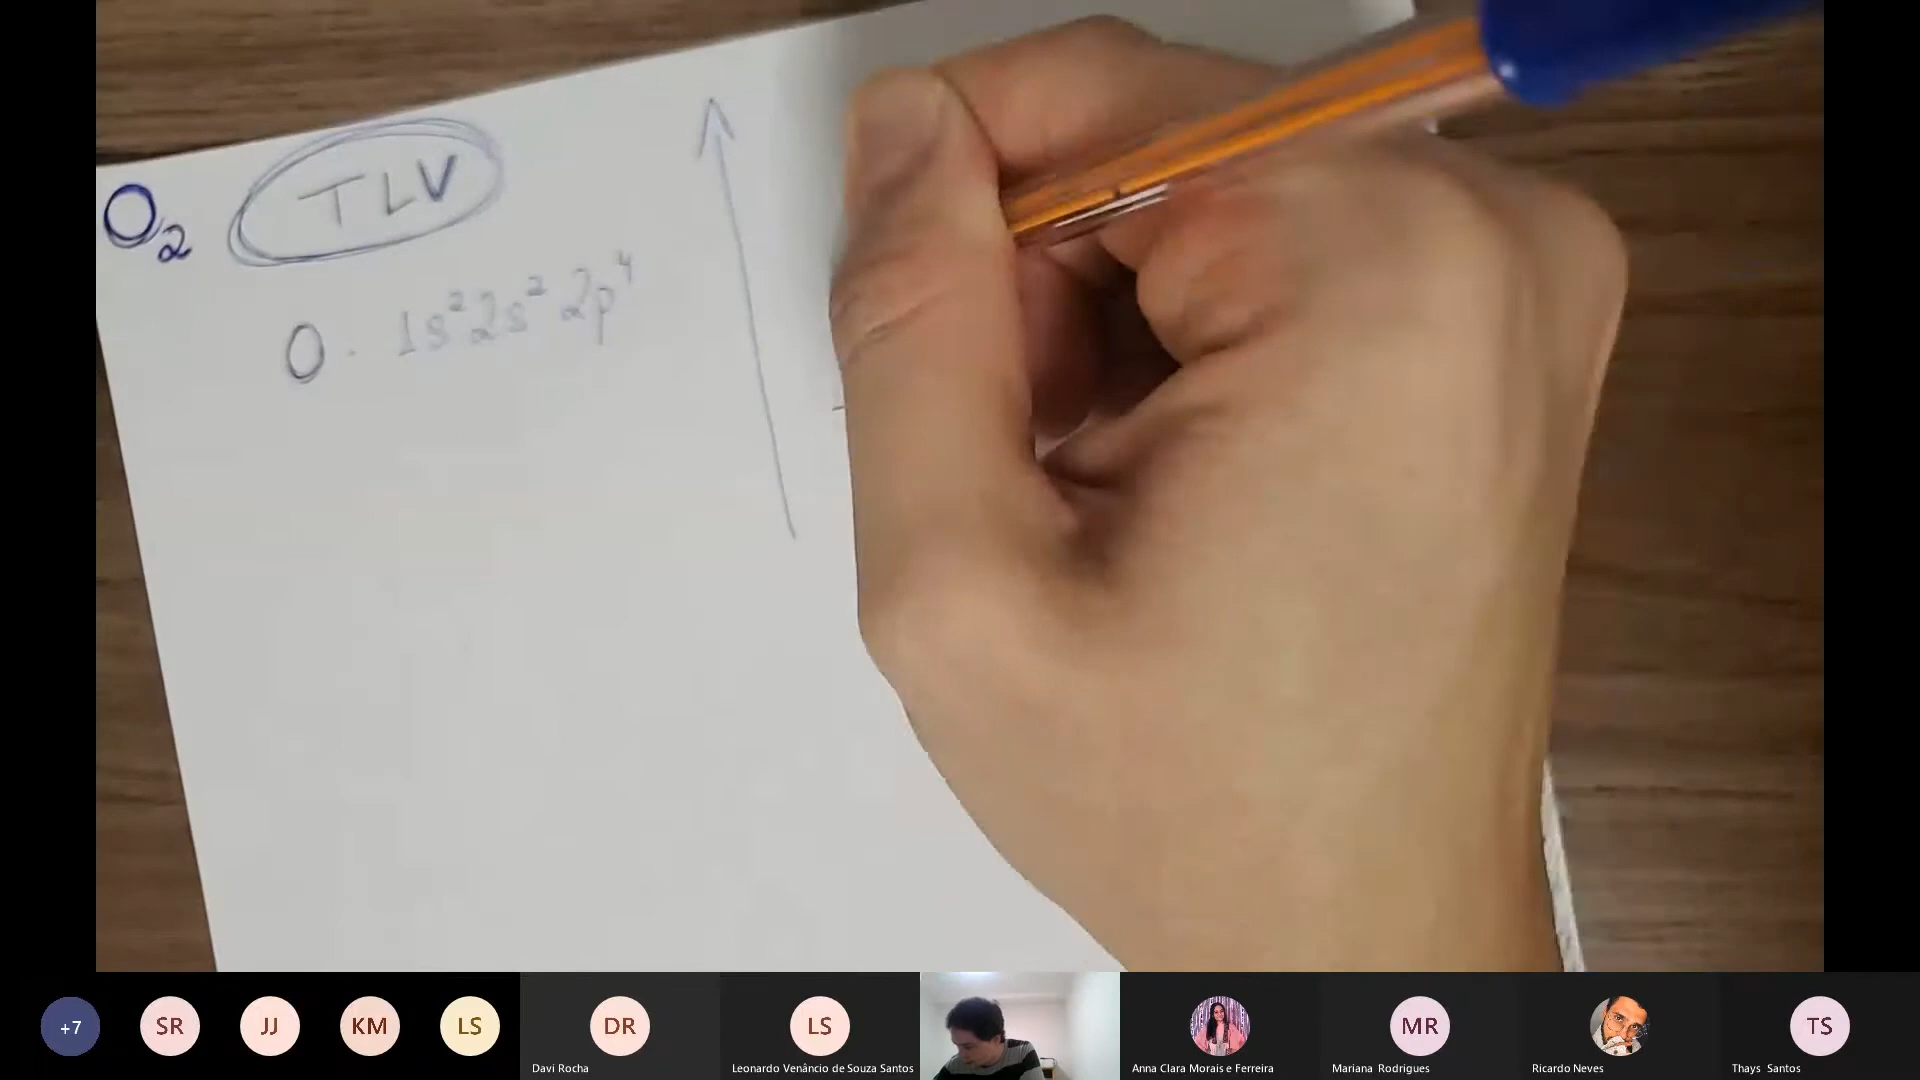 O₂ TLV
O · 1s² 2s² 2p⁴
+7 SR JJ KM LS DR LS MR TS
Davi Rocha Leonardo Venâncio de Souza Santos Anna Clara Morais e Ferreira Mariana Rodrigues Ricardo Neves Thays Santos